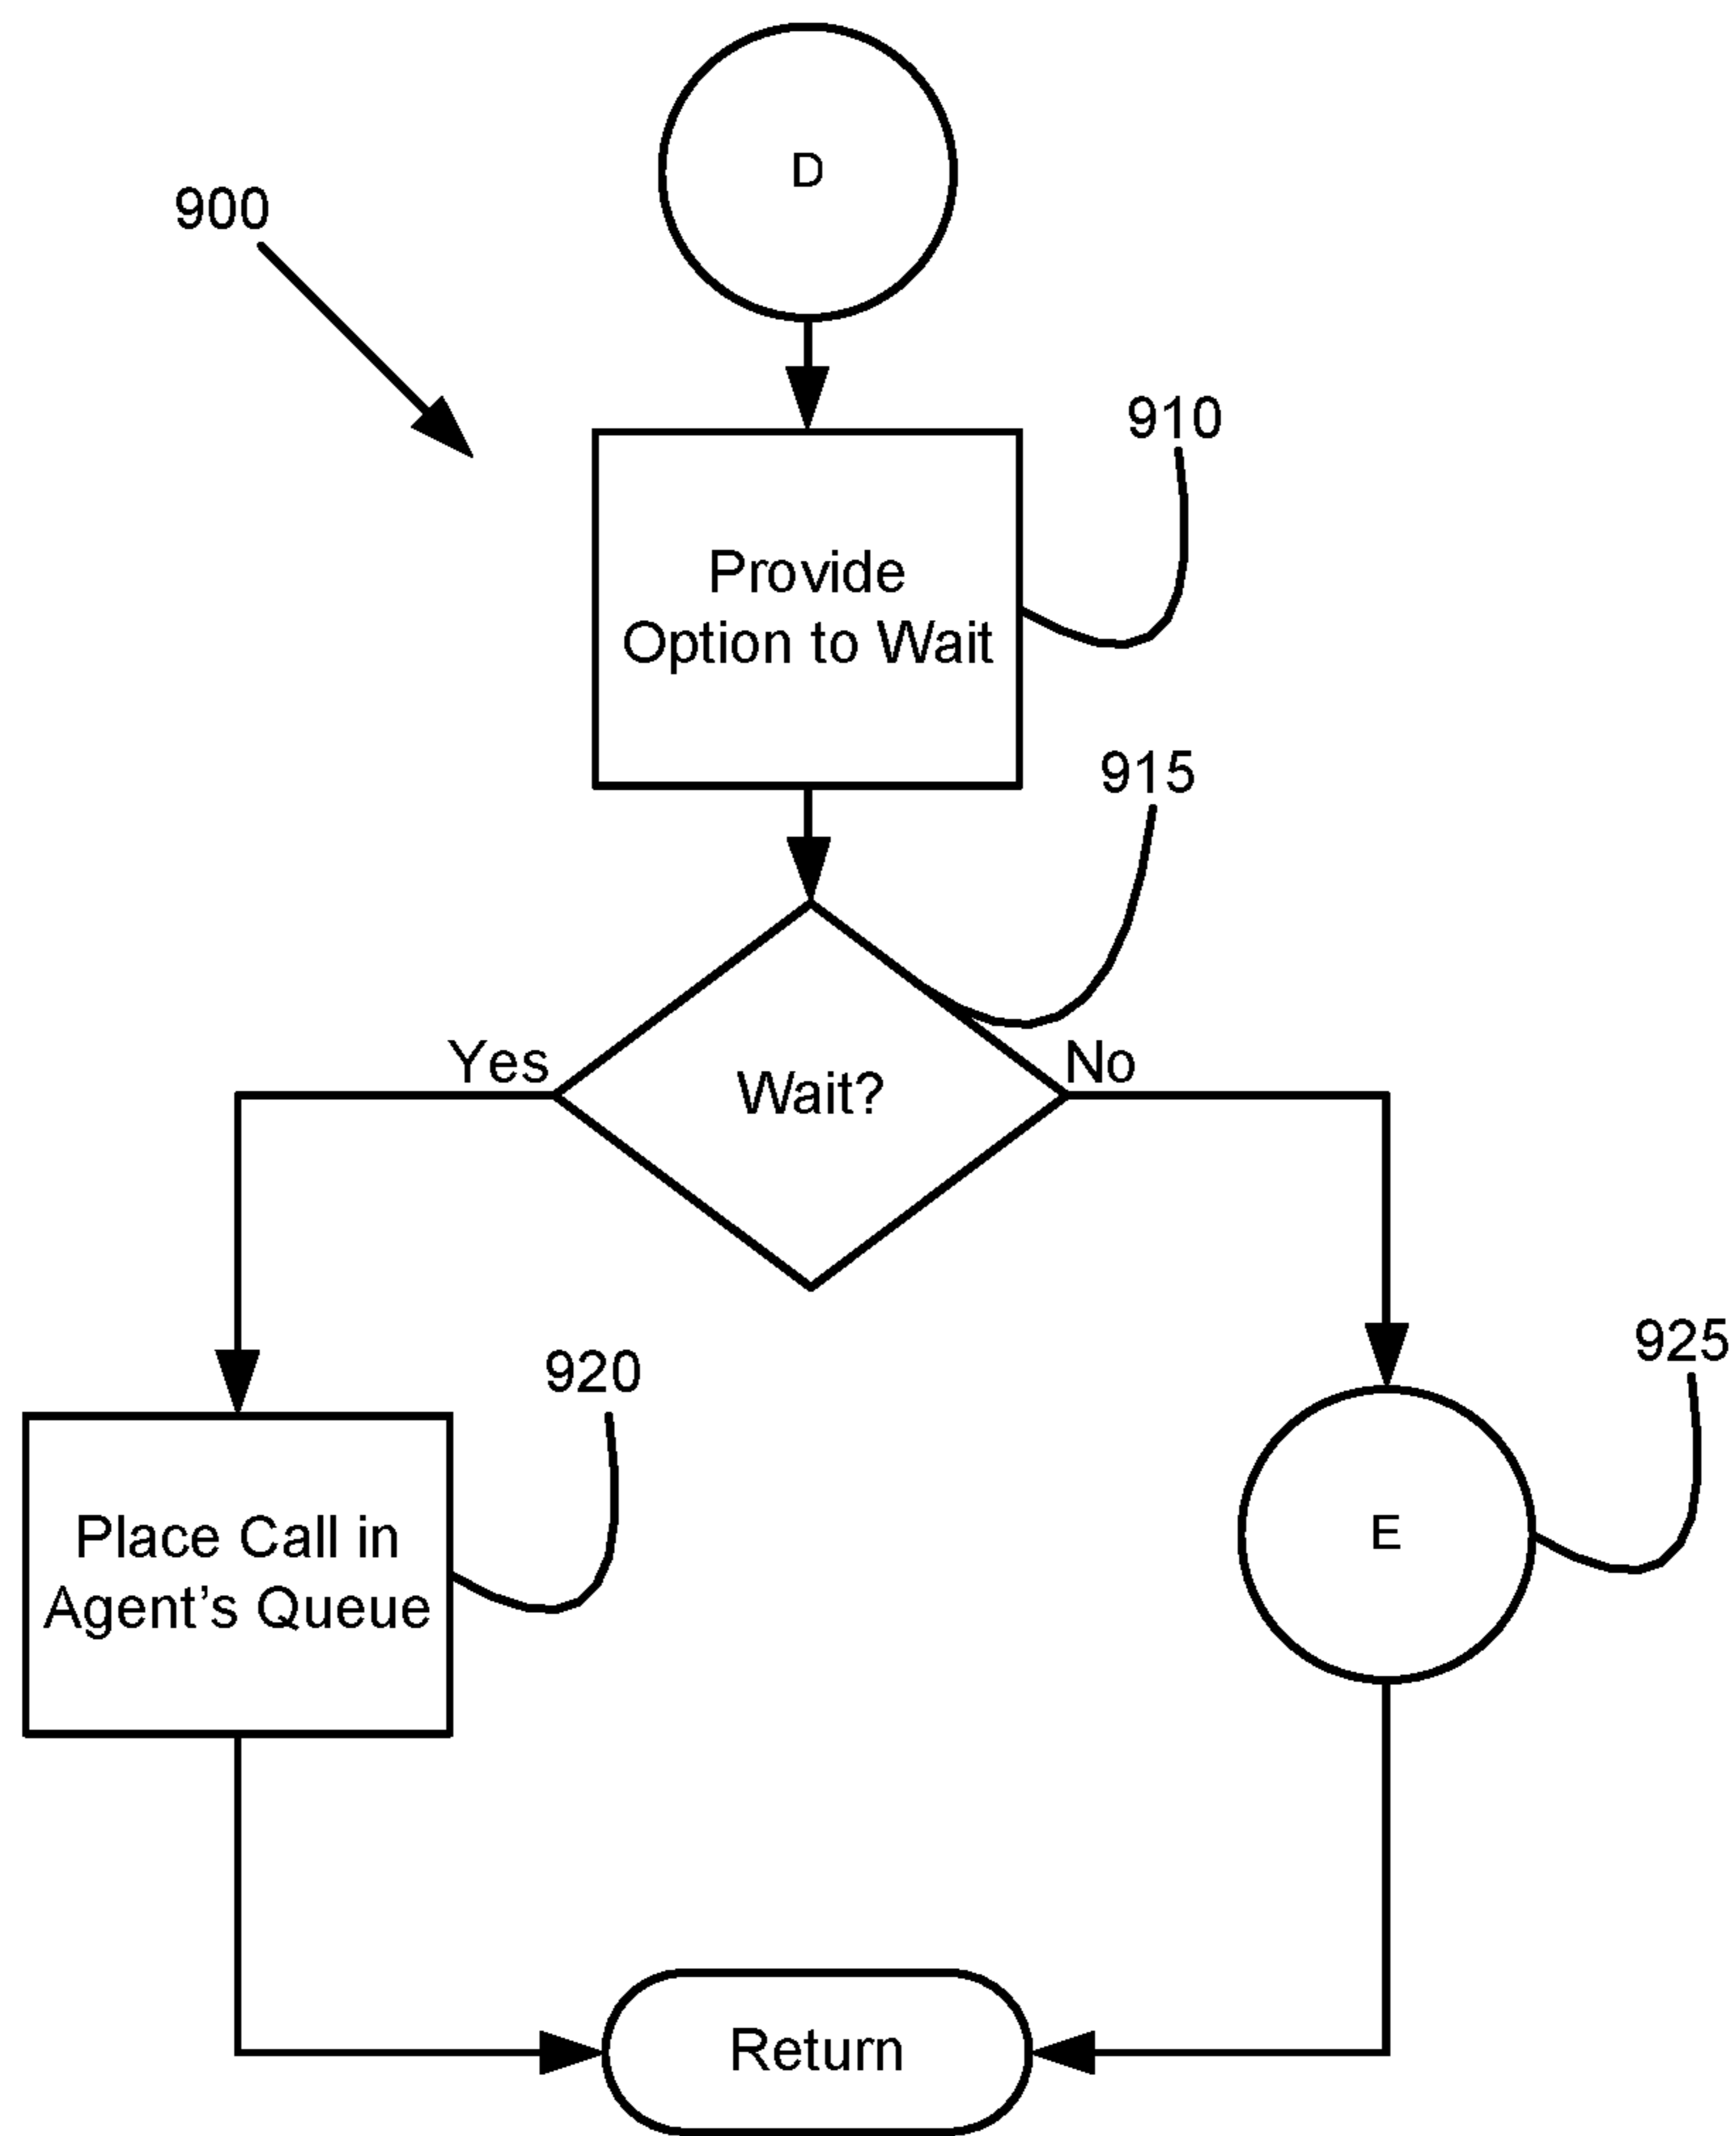 D
900
910
Provide
Option to Wait
915
Yes
No
Wait?
925
920
E
Place Call in
Agent’s Queue
Return